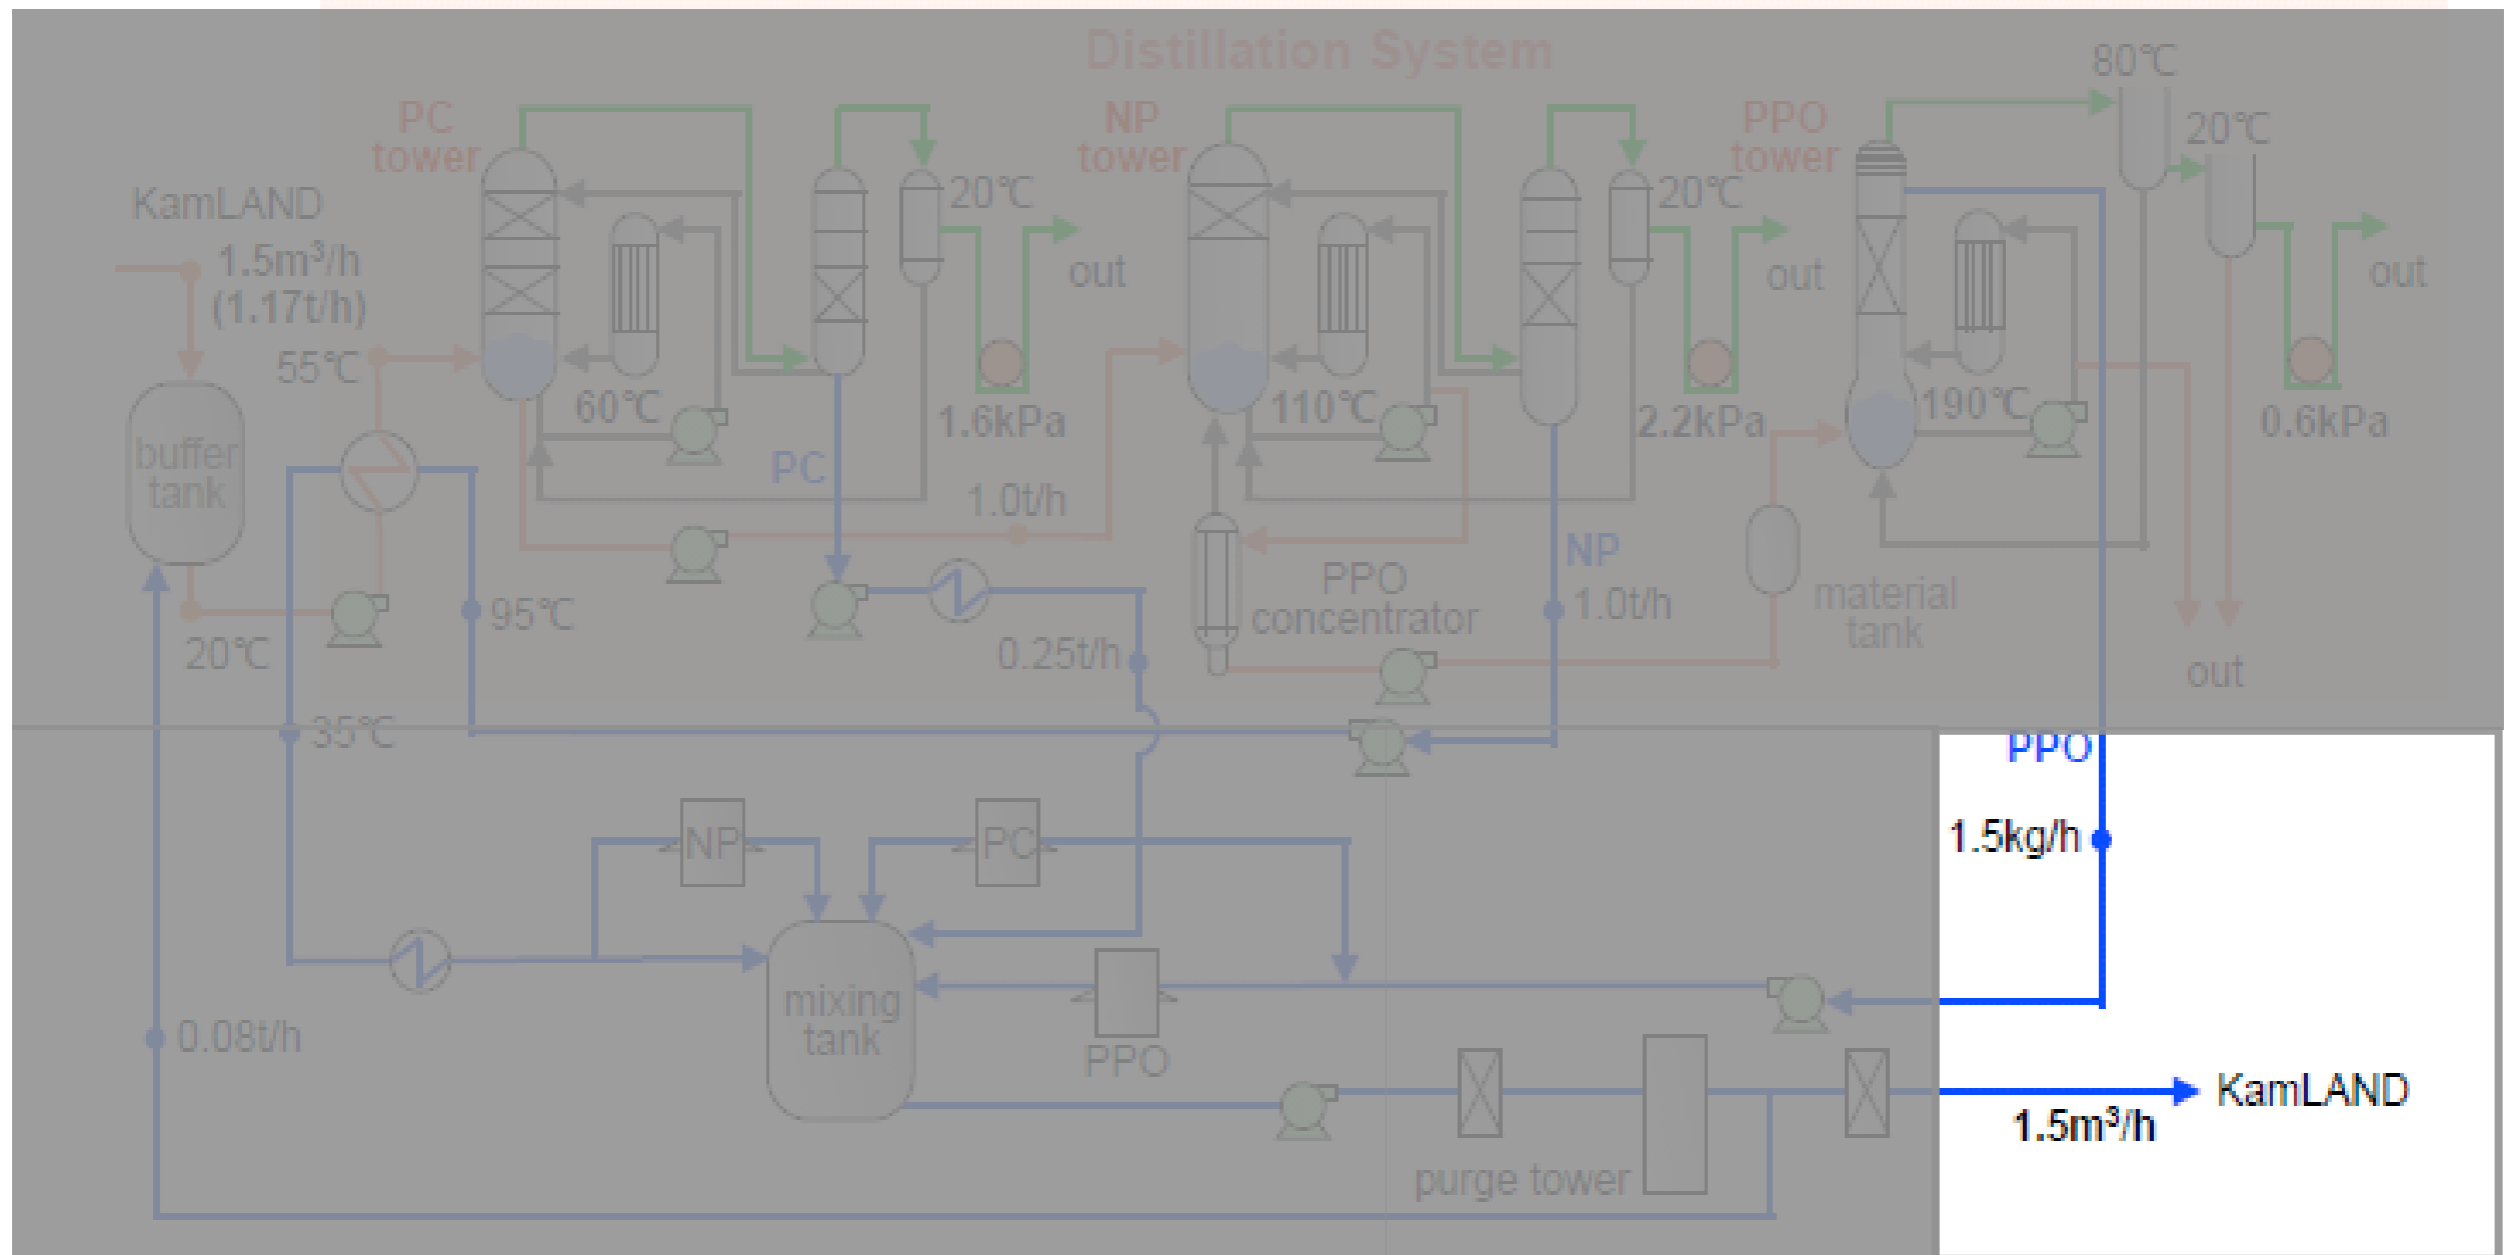 Distillation System
80℃
PC
tower
NP
tower
PPO
tower
20℃
KamLAND
20℃
20℃
1.5m³/h
(1.17t/h)
out
out
out
55℃
60℃
1.6kPa
110℃
2.2kPa
190℃
0.6kPa
buffer
tank
PC
1.0t/h
NP
PPO
concentrator
1.0t/h
material
tank
95℃
20℃
0.25t/h
out
35℃
PPO
NP
PC
1.5kg/h
mixing
tank
0.08t/h
PPO
KamLAND
1.5m³/h
purge tower